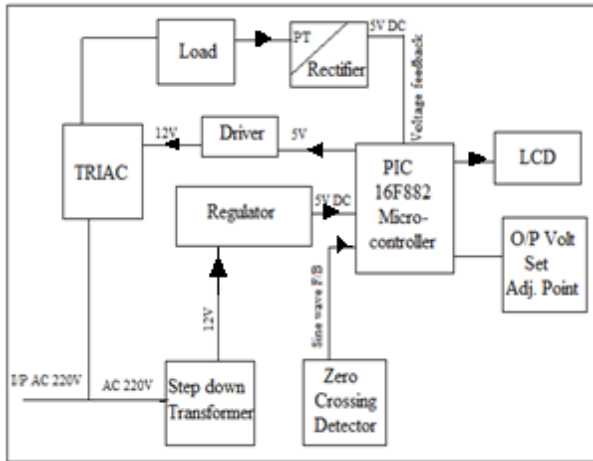 Load
PT
Rectifier
5V DC
Voltage feedback
TRIAC
12V
Driver
5V
PIC
16F882
Micro-
controller
LCD
Regulator
5V DC
O/P Volt
Set
Adj. Point
12V
Sine wave F/B
I/P AC 220V
AC 220V
Step down
Transformer
Zero
Crossing
Detector